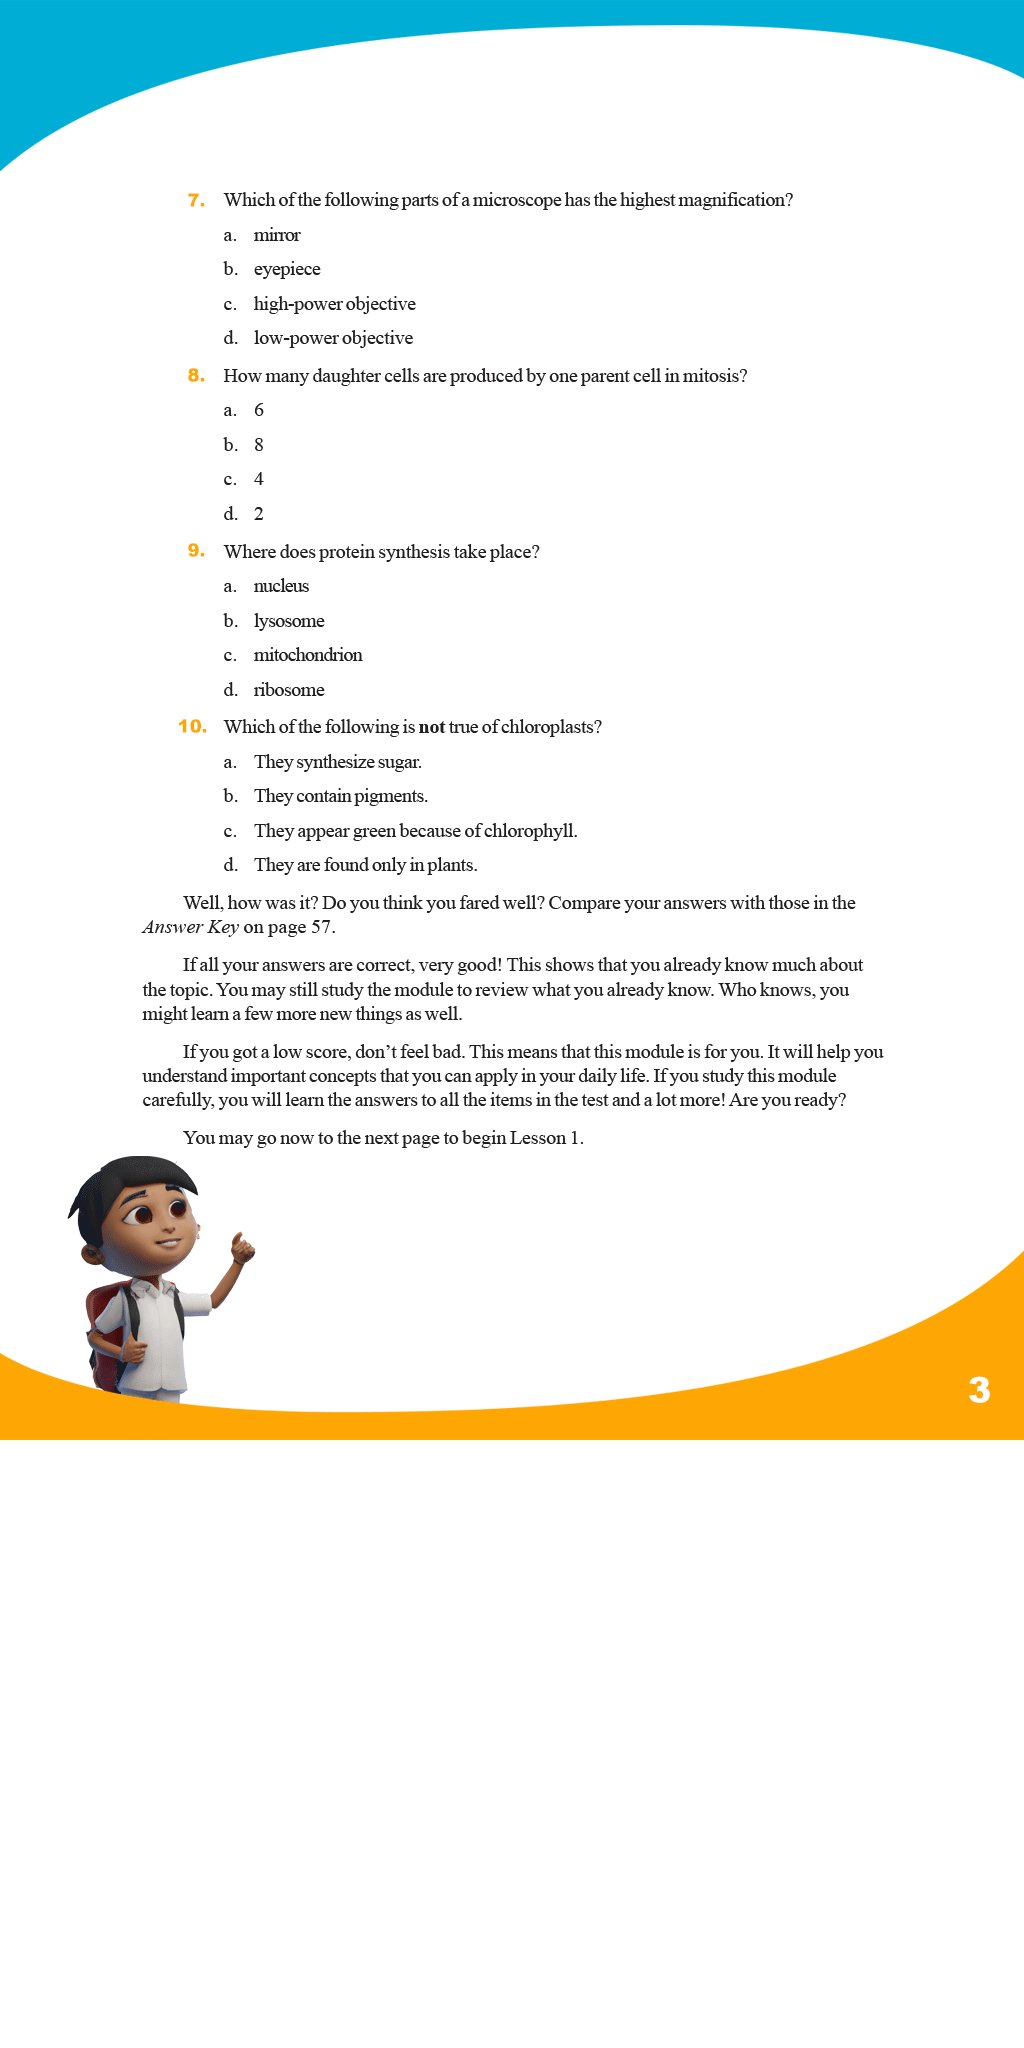 7. Which of the following parts of a microscope has the highest magnification?
a. mirror
b. eyepiece
c. high-power objective
d. low-power objective
8. How many daughter cells are produced by one parent cell in mitosis?
a. 6
b. 8
c. 4
d. 2
9. Where does protein synthesis take place?
a. nucleus
b. lysosome
c. mitochondrion
d. ribosome
10. Which of the following is not true of chloroplasts?
a. They synthesize sugar.
b. They contain pigments.
c. They appear green because of chlorophyll.
d. They are found only in plants.
Well, how was it? Do you think you fared well? Compare your answers with those in the
Answer Key on page 57.
If all your answers are correct, very good! This shows that you already know much about
the topic. You may still study the module to review what you already know. Who knows, you
might learn a few more new things as well.
If you got a low score, don’t feel bad. This means that this module is for you. It will help you
understand important concepts that you can apply in your daily life. If you study this module
carefully, you will learn the answers to all the items in the test and a lot more! Are you ready?
You may go now to the next page to begin Lesson 1.
3